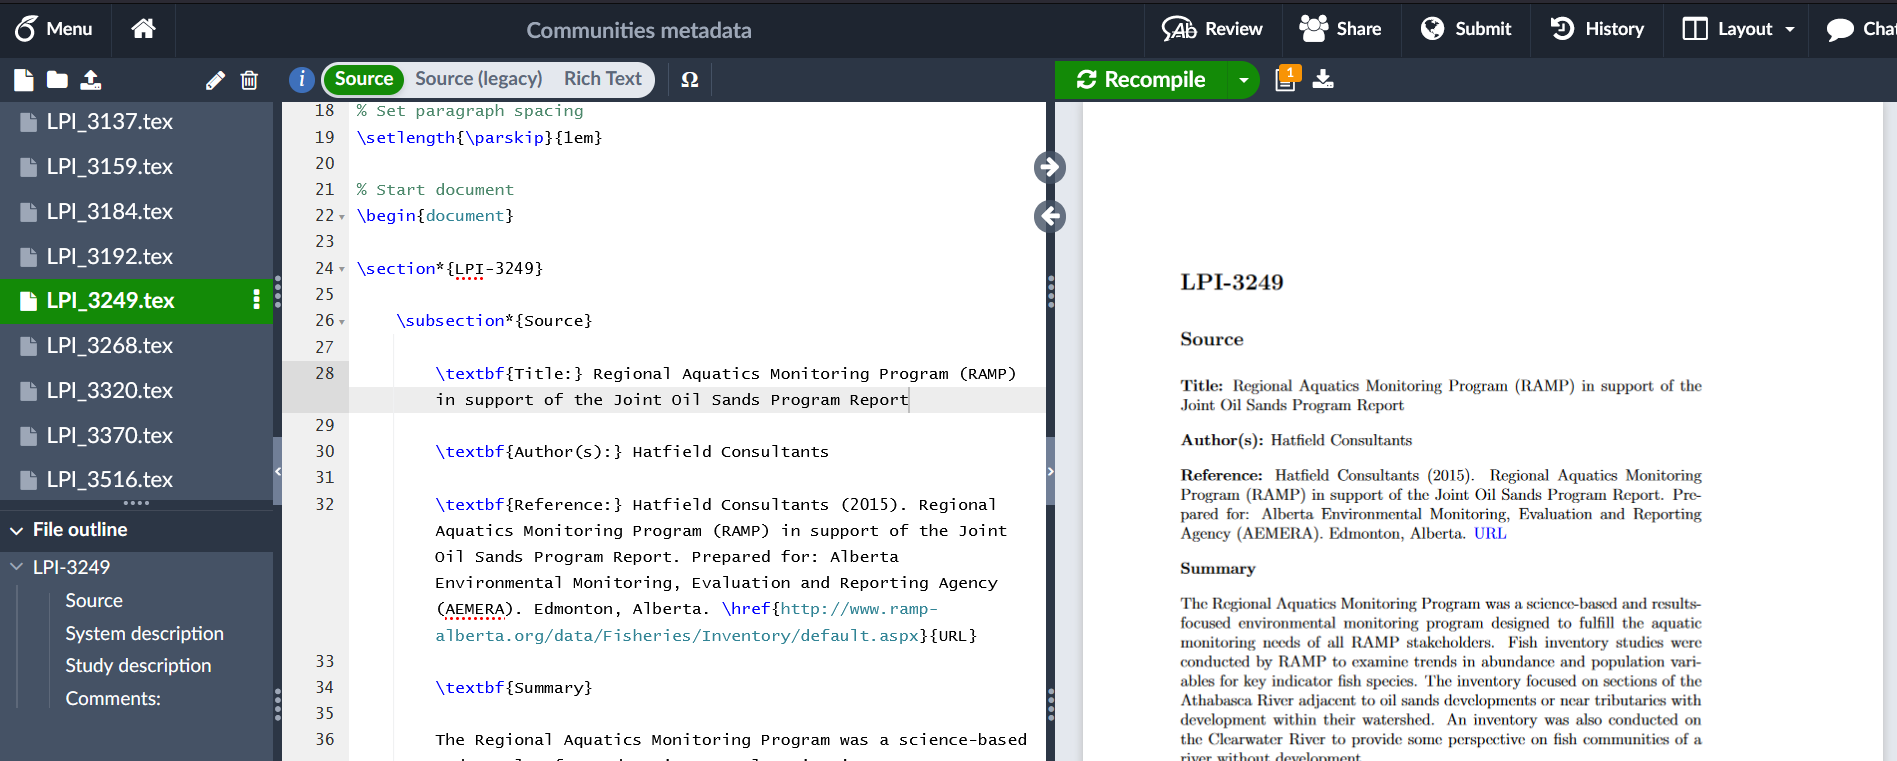 Menu
Communities metadata
Review
Share
Submit
History
Layout
Source
Source (legacy)
Rich Text
Ω
Recompile
1
LPI_3137.tex
LPI_3159.tex
LPI_3184.tex
LPI_3192.tex
LPI_3249.tex
LPI_3268.tex
LPI_3320.tex
LPI_3370.tex
LPI_3516.tex
File outline
LPI-3249
Source
System description
Study description
Comments:
18 % Set paragraph spacing
19 \setlength{\parskip}{1em}
20
21 % Start document
22 \begin{document}
23
24 \section*{LPI-3249}
25
26 \subsection*{Source}
27
28 \textbf{Title:} Regional Aquatics Monitoring Program (RAMP)
in support of the Joint Oil Sands Program Report
29
30 \textbf{Author(s):} Hatfield Consultants
31
32 \textbf{Reference:} Hatfield Consultants (2015). Regional
Aquatics Monitoring Program (RAMP) in support of the Joint
Oil Sands Program Report. Prepared for: Alberta
Environmental Monitoring, Evaluation and Reporting Agency
(AEMERA). Edmonton, Alberta. \href{http://www.ramp-
alberta.org/data/Fisheries/Inventory/default.aspx}{URL}
33
34 \textbf{Summary}
35
36 The Regional Aquatics Monitoring Program was a science-based
LPI-3249
Source
Title: Regional Aquatics Monitoring Program (RAMP) in support of the
Joint Oil Sands Program Report
Author(s): Hatfield Consultants
Reference: Hatfield Consultants (2015). Regional Aquatics Monitoring
Program (RAMP) in support of the Joint Oil Sands Program Report. Pre-
pared for: Alberta Environmental Monitoring, Evaluation and Reporting
Agency (AEMERA). Edmonton, Alberta. URL
Summary
The Regional Aquatics Monitoring Program was a science-based and results-
focused environmental monitoring program designed to fulfill the aquatic
monitoring needs of all RAMP stakeholders. Fish inventory studies were
conducted by RAMP to examine trends in abundance and population vari-
ables for key indicator fish species. The inventory focused on sections of the
Athabasca River adjacent to oil sands developments or near tributaries with
development within their watershed. An inventory was also conducted on
the Clearwater River to provide some perspective on fish communities of a
river without development.